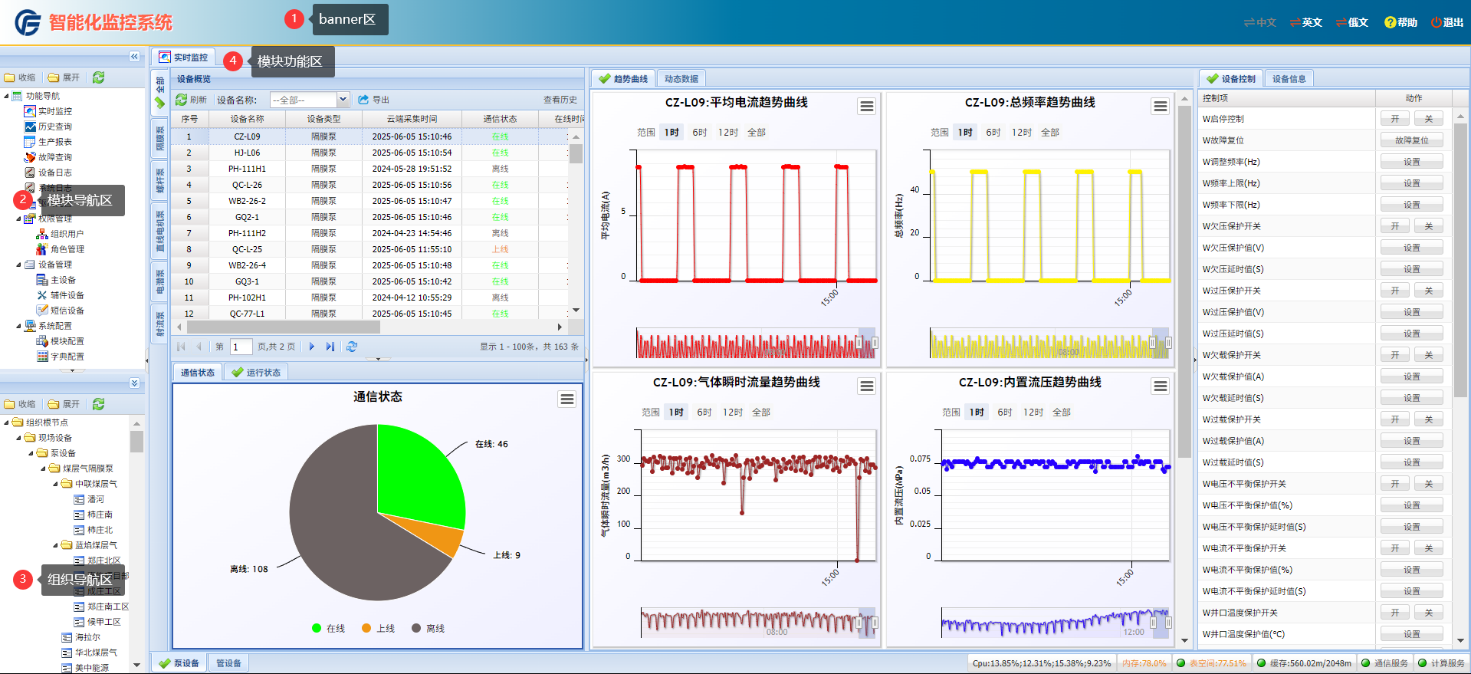 智能化监控系统
1 banner区
中文 英文 俄文 帮助 退出
实时监控
4 模块功能区
收缩 展开
功能导航
实时监控
历史查询
生产报表
故障查询
设备日志
系统日志
2 模块导航区
权限管理
组织用户
角色管理
设备管理
主设备
辅件设备
短信设备
系统配置
模块配置
字典配置
收缩 展开
组织根节点
现场设备
泵设备
煤层气隔膜泵
中联煤层气
潘河
柿庄南
柿庄北
蓝焰煤层气
郑庄北区
3 组织导航区
成庄工区
郑庄南工区
候甲工区
海拉尔
华北煤层气
美中能源
全部
隔膜泵
螺杆泵
直线电机泵
电潜泵
射流泵
设备概览
刷新 设备名称: --全部-- 导出 查看历史
序号 设备名称 设备类型 云端采集时间 通信状态 在线时间
1 CZ-L09 隔膜泵 2025-06-05 15:10:46 在线
2 HJ-L06 隔膜泵 2025-06-05 15:10:54 在线
3 PH-111H1 隔膜泵 2024-05-28 19:51:52 离线
4 QC-L-26 隔膜泵 2025-06-05 15:10:56 在线
5 WB2-26-2 隔膜泵 2025-06-05 15:10:47 在线
6 GQ2-1 隔膜泵 2025-06-05 15:10:46 在线
7 PH-111H2 隔膜泵 2024-04-23 14:54:46 离线
8 QC-L-25 隔膜泵 2025-06-05 11:55:10 上线
9 WB2-26-4 隔膜泵 2025-06-05 15:10:48 在线
10 GQ3-1 隔膜泵 2025-06-05 15:10:42 在线
11 PH-102H1 隔膜泵 2024-04-12 10:55:29 离线
12 QC-77-L1 隔膜泵 2025-06-05 15:10:45 在线
第 1 页,共 2 页 显示 1 - 100条，共 163 条
通信状态 运行状态
通信状态
在线: 46
上线: 9
离线: 108
在线 上线 离线
泵设备 管设备
趋势曲线 动态数据
CZ-L09:平均电流趋势曲线
范围 1时 6时 12时 全部
平均电流(A)
5
0
15:00
CZ-L09:总频率趋势曲线
范围 1时 6时 12时 全部
总频率(Hz)
40
20
0
15:00
08:00
CZ-L09:气体瞬时流量趋势曲线
范围 1时 6时 12时 全部
气体瞬时流量(m3/h)
300
200
100
0
15:00
08:00
CZ-L09:内置流压趋势曲线
范围 1时 6时 12时 全部
内置流压(MPa)
0.075
0.05
0.025
0
15:00
12:00
设备控制 设备信息
控制项 动作
W启停控制 开 关
W故障复位 故障复位
W调整频率(Hz) 设置
W频率上限(Hz) 设置
W频率下限(Hz) 设置
W欠压保护开关 开 关
W欠压保护值(V) 设置
W欠压延时值(S) 设置
W过压保护开关 开 关
W过压保护值(V) 设置
W过压延时值(S) 设置
W欠载保护开关 开 关
W欠载保护值(A) 设置
W欠载延时值(S) 设置
W过载保护开关 开 关
W过载保护值(A) 设置
W过载延时值(S) 设置
W电压不平衡保护开关 开 关
W电压不平衡保护值(%) 设置
W电压不平衡保护延时值(S) 设置
W电流不平衡保护开关 开 关
W电流不平衡保护值(%) 设置
W电流不平衡保护延时值(S) 设置
W井口温度保护开关 开 关
W井口温度保护值(℃) 设置
Cpu:13.85%;12.31%;15.38%;9.23% 内存:78.0% 表空间:77.51% 缓存:560.02m/2048m 通信服务 计算服务